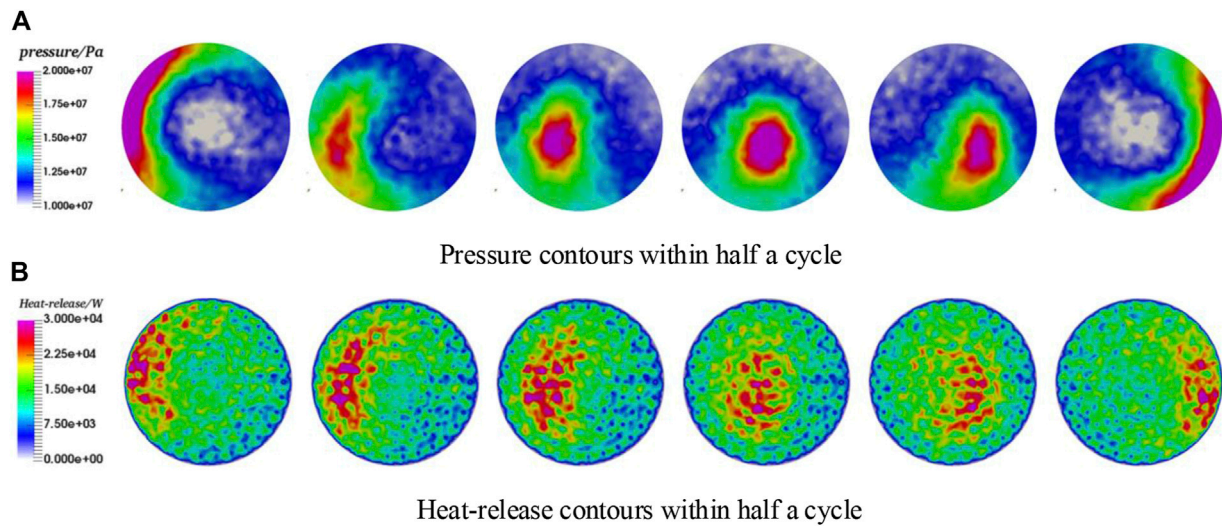 A
pressure/Pa
2.000e+07
1.75e+07
1.50e+07
1.25e+07
1.000e+07
Pressure contours within half a cycle
B
Heat-release/W
3.000e+04
2.25e+04
1.50e+04
7.50e+03
0.000e+00
Heat-release contours within half a cycle